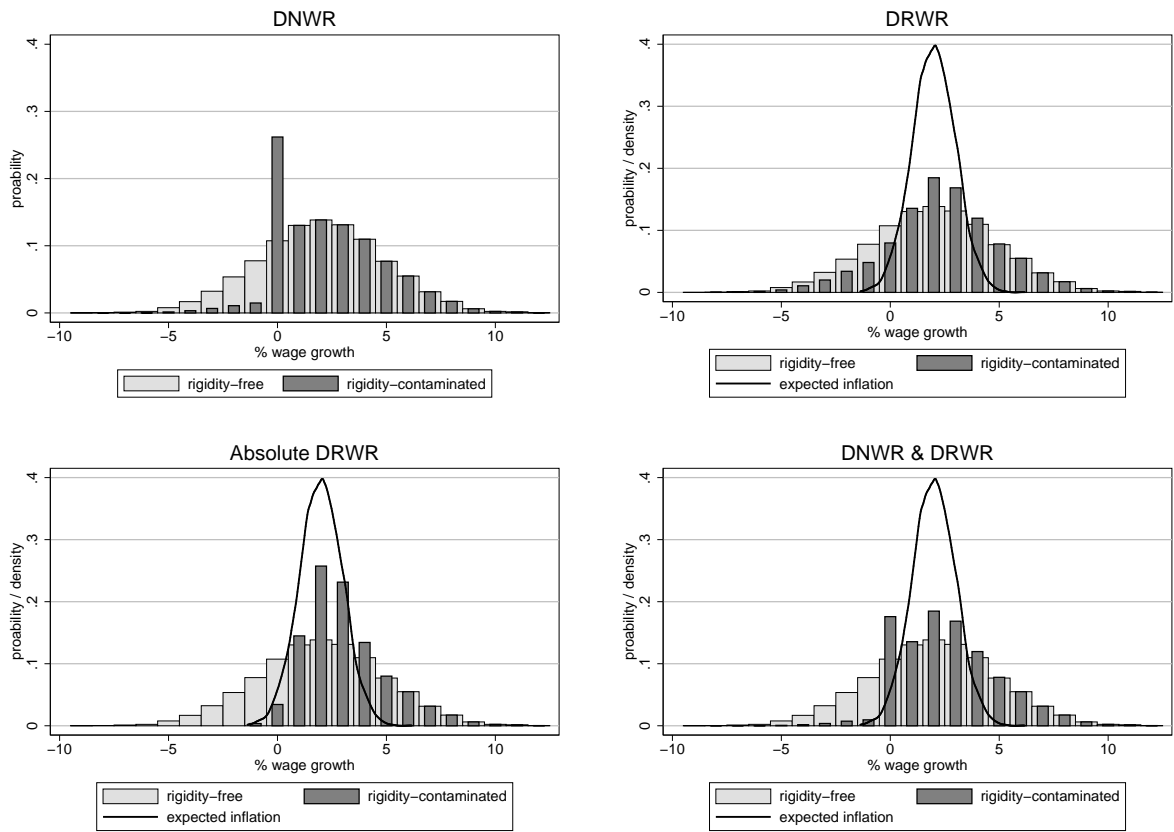 DNWR
.4
.3
.2
.1
0
proability
−10 −5 0 5 10
% wage growth
rigidity−free rigidity−contaminated
DRWR
.4
.3
.2
.1
0
proability / density
−10 −5 0 5 10
% wage growth
rigidity−free rigidity−contaminated
expected inflation
Absolute DRWR
.4
.3
.2
.1
0
proability / density
−10 −5 0 5 10
% wage growth
rigidity−free rigidity−contaminated
expected inflation
DNWR & DRWR
.4
.3
.2
.1
0
proability / density
−10 −5 0 5 10
% wage growth
rigidity−free rigidity−contaminated
expected inflation